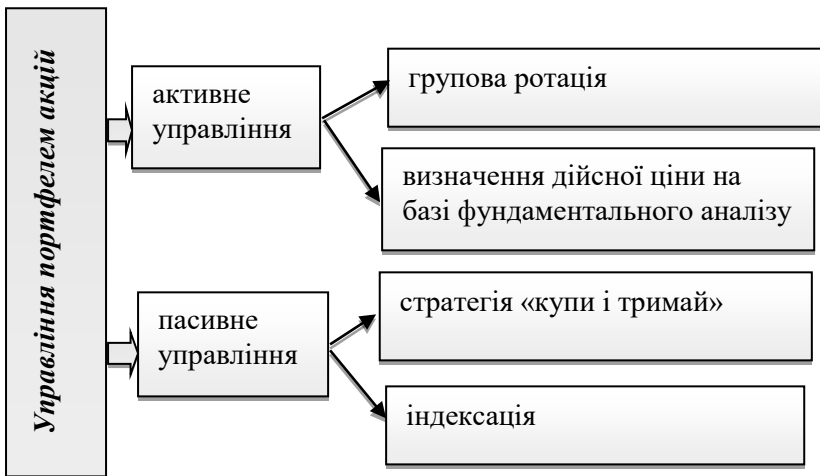 Управління портфелем акцій
активне
управління
групова ротація
визначення дійсної ціни на
базі фундаментального аналізу
пасивне
управління
стратегія «купи і тримай»
індексація